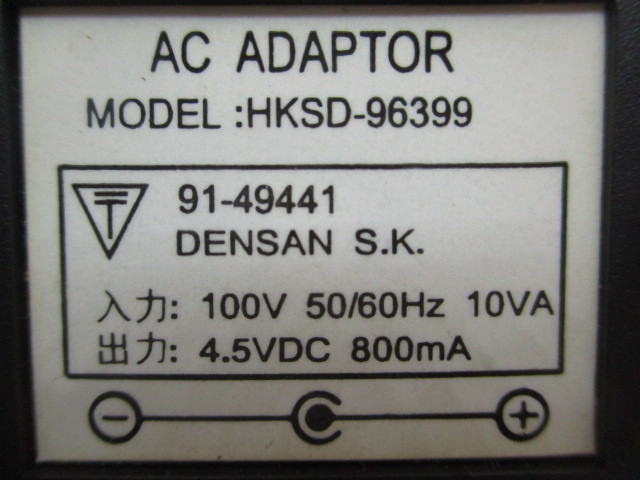 AC ADAPTOR
MODEL :HKSD-96399
91-49441
DENSAN S.K.
入力: 100V 50/60Hz 10VA
出力: 4.5VDC 800mA